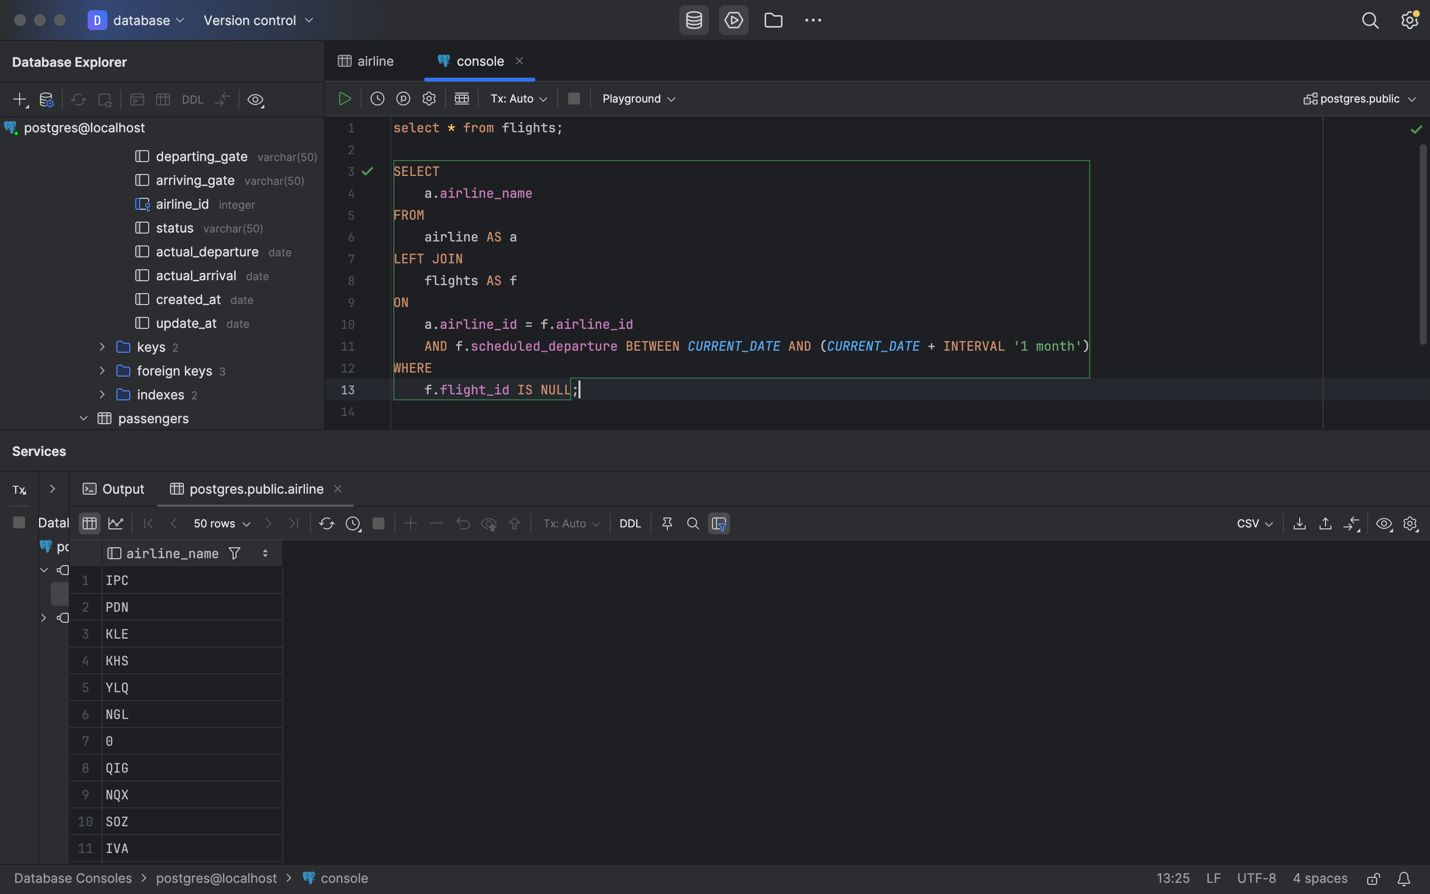 D database Version control
Database Explorer
airline console
DDL
Tx: Auto Playground postgres.public
postgres@localhost
departing_gate varchar(50)
arriving_gate varchar(50)
airline_id integer
status varchar(50)
actual_departure date
actual_arrival date
created_at date
update_at date
keys 2
foreign keys 3
indexes 2
passengers
1 select * from flights;
2
3 SELECT
4 a.airline_name
5 FROM
6 airline AS a
7 LEFT JOIN
8 flights AS f
9 ON
10 a.airline_id = f.airline_id
11 AND f.scheduled_departure BETWEEN CURRENT_DATE AND (CURRENT_DATE + INTERVAL '1 month')
12 WHERE
13 f.flight_id IS NULL;
14
Services
Tx Output postgres.public.airline
Datal
50 rows Tx: Auto DDL CSV
po
airline_name
1 IPC
2 PDN
3 KLE
4 KHS
5 YLQ
6 NGL
7 0
8 QIG
9 NQX
10 SOZ
11 IVA
Database Consoles postgres@localhost console
13:25 LF UTF-8 4 spaces